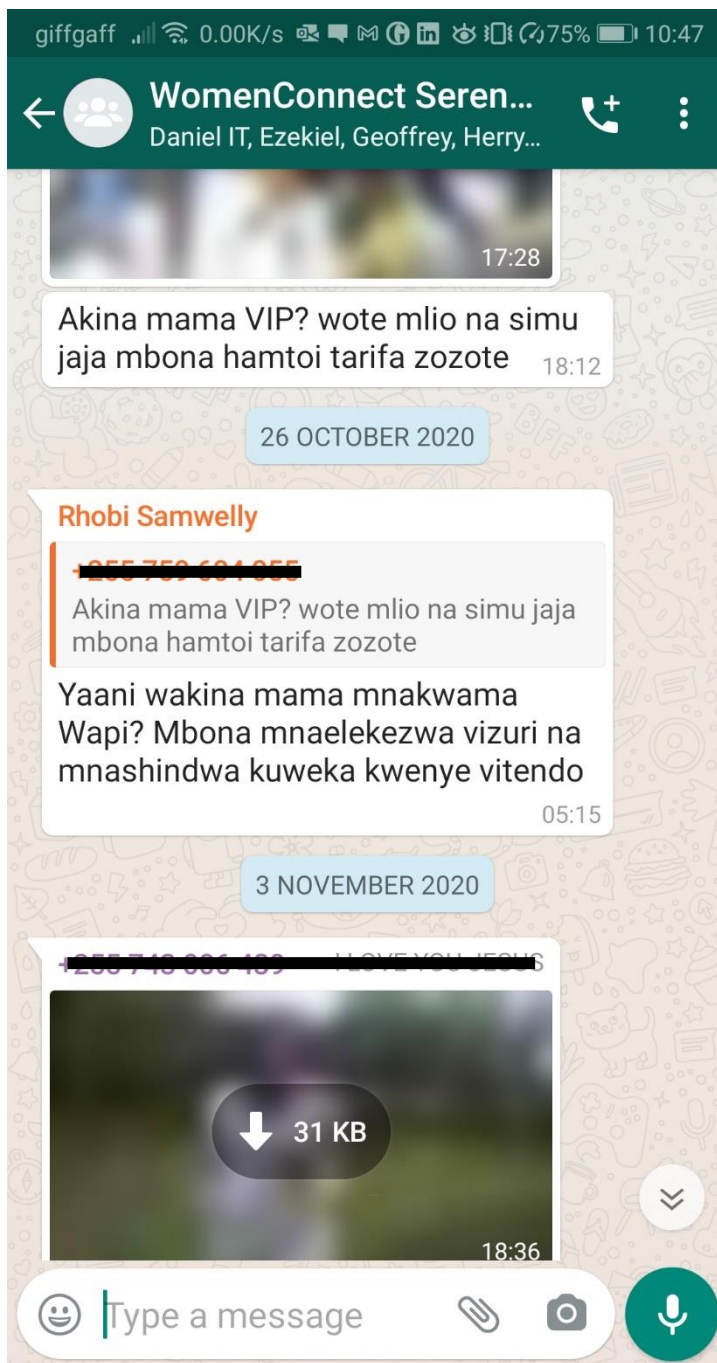 giffgaff 0.00K/s 75% 10:47
WomenConnect Seren...
Daniel IT, Ezekiel, Geoffrey, Herry...
17:28
Akina mama VIP? wote mlio na simu
jaja mbona hamtoi tarifa zozote 18:12
26 OCTOBER 2020
Rhobi Samwelly
Akina mama VIP? wote mlio na simu jaja
mbona hamtoi tarifa zozote
Yaani wakina mama mnakwama
Wapi? Mbona mnaelekezwa vizuri na
mnashindwa kuweka kwenye vitendo
05:15
3 NOVEMBER 2020
31 KB
18:36
Type a message